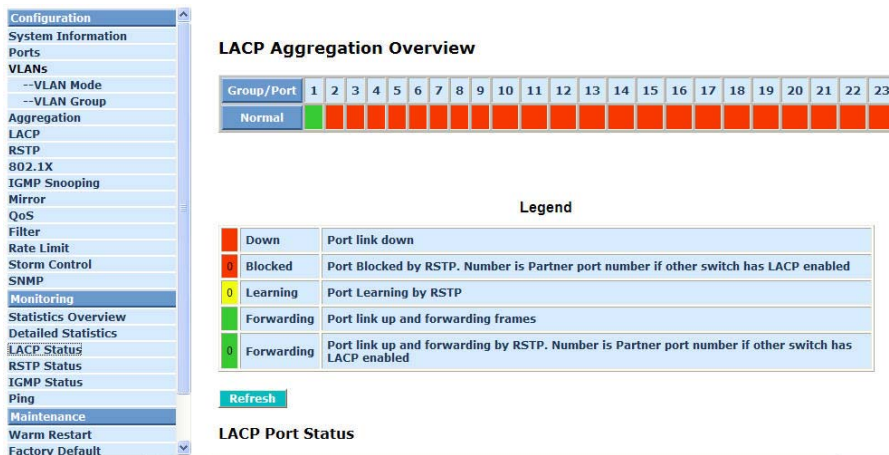 Configuration
System Information
Ports
VLANs
--VLAN Mode
--VLAN Group
Aggregation
LACP
RSTP
802.1X
IGMP Snooping
Mirror
QoS
Filter
Rate Limit
Storm Control
SNMP
Monitoring
Statistics Overview
Detailed Statistics
LACP Status
RSTP Status
IGMP Status
Ping
Maintenance
Warm Restart
Factory Default
LACP Aggregation Overview
Group/Port 1 2 3 4 5 6 7 8 9 10 11 12 13 14 15 16 17 18 19 20 21 22 23
Normal
Legend
Down Port link down
0 Blocked Port Blocked by RSTP. Number is Partner port number if other switch has LACP enabled
0 Learning Port Learning by RSTP
Forwarding Port link up and forwarding frames
0 Forwarding Port link up and forwarding by RSTP. Number is Partner port number if other switch has
LACP enabled
Refresh
LACP Port Status